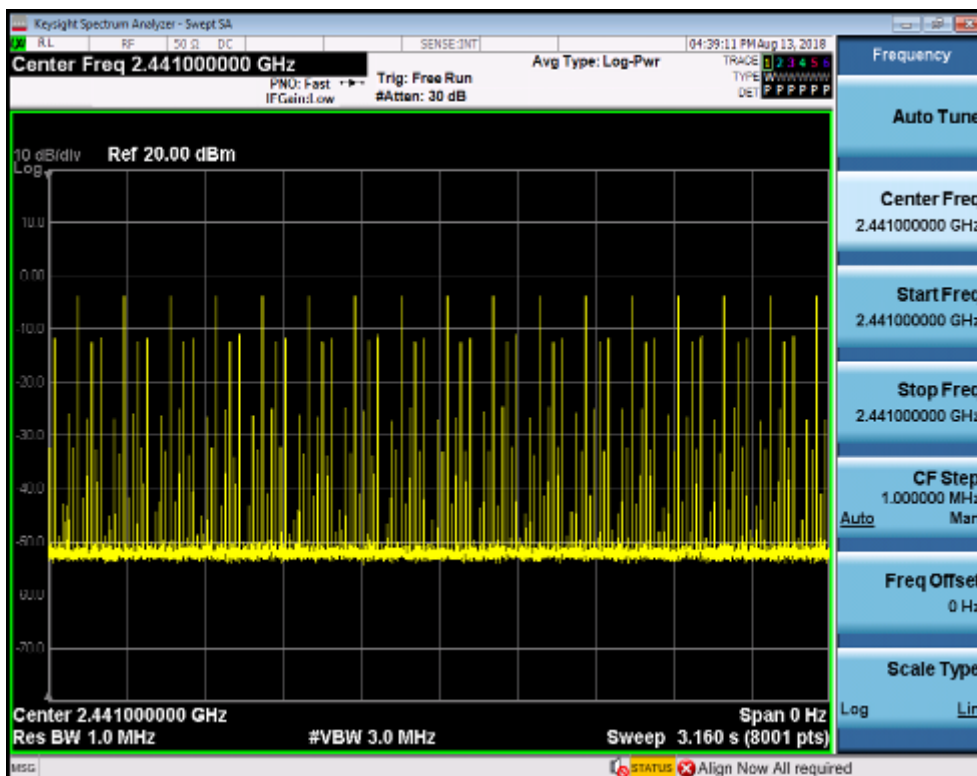 Keysight Spectrum Analyzer - Swept SA
RL RF 50 Ω DC SENSE:INT 04:39:11 PM Aug 13, 2018
Center Freq 2.441000000 GHz
PNO: Fast
IFGain:Low
Trig: Free Run
#Atten: 30 dB
Avg Type: Log-Pwr
TRACE 1 2 3 4 5 6
TYPE WWWWWW
DET P P P P P P
10 dB/div Ref 20.00 dBm
Log
10.0
0.00
-10.0
-20.0
-30.0
-40.0
-50.0
-60.0
-70.0
Center 2.441000000 GHz Span 0 Hz
Res BW 1.0 MHz #VBW 3.0 MHz Sweep 3.160 s (8001 pts)
MSG STATUS Align Now All required
Frequency
Auto Tune
Center Freq
2.441000000 GHz
Start Freq
2.441000000 GHz
Stop Freq
2.441000000 GHz
CF Step
1.000000 MHz
Auto Man
Freq Offset
0 Hz
Scale Type
Log Lin